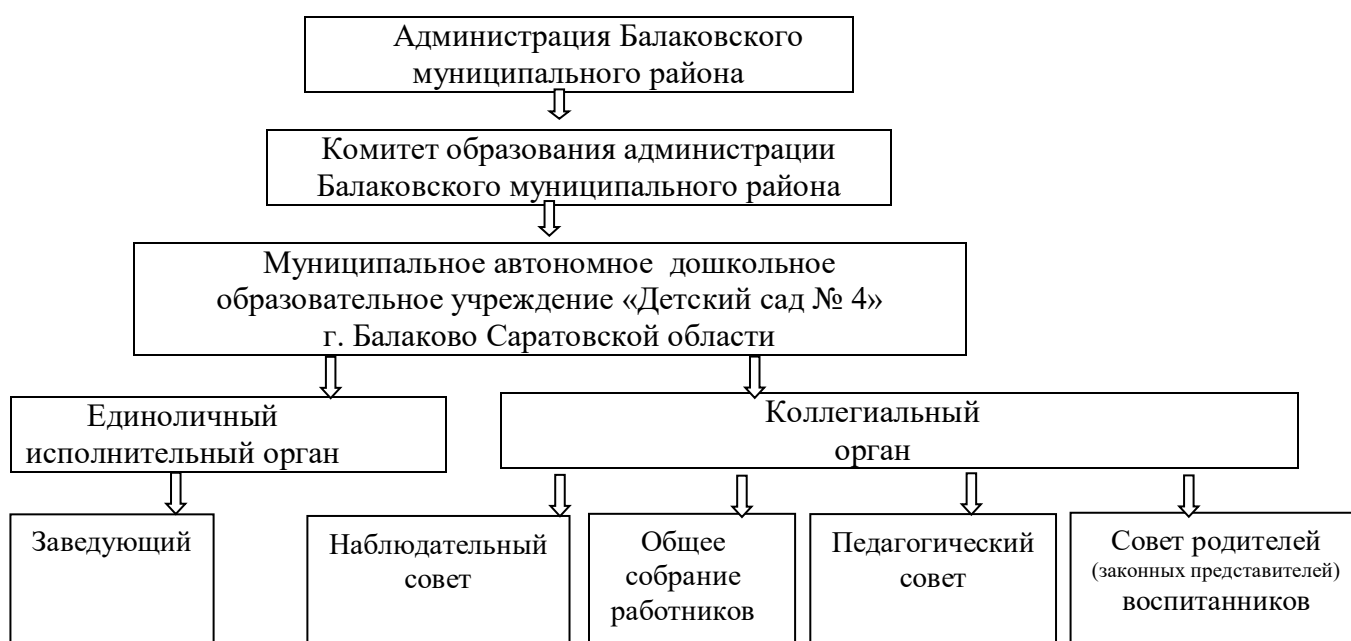 Администрация Балаковского
муниципального района
Комитет образования администрации
Балаковского муниципального района
Муниципальное автономное дошкольное
образовательное учреждение «Детский сад № 4»
г. Балаково Саратовской области
Единоличный
исполнительный орган
Коллегиальный
орган
Заведующий
Наблюдательный
совет
Общее
собрание
работников
Педагогический
совет
Совет родителей
(законных представителей)
воспитанников